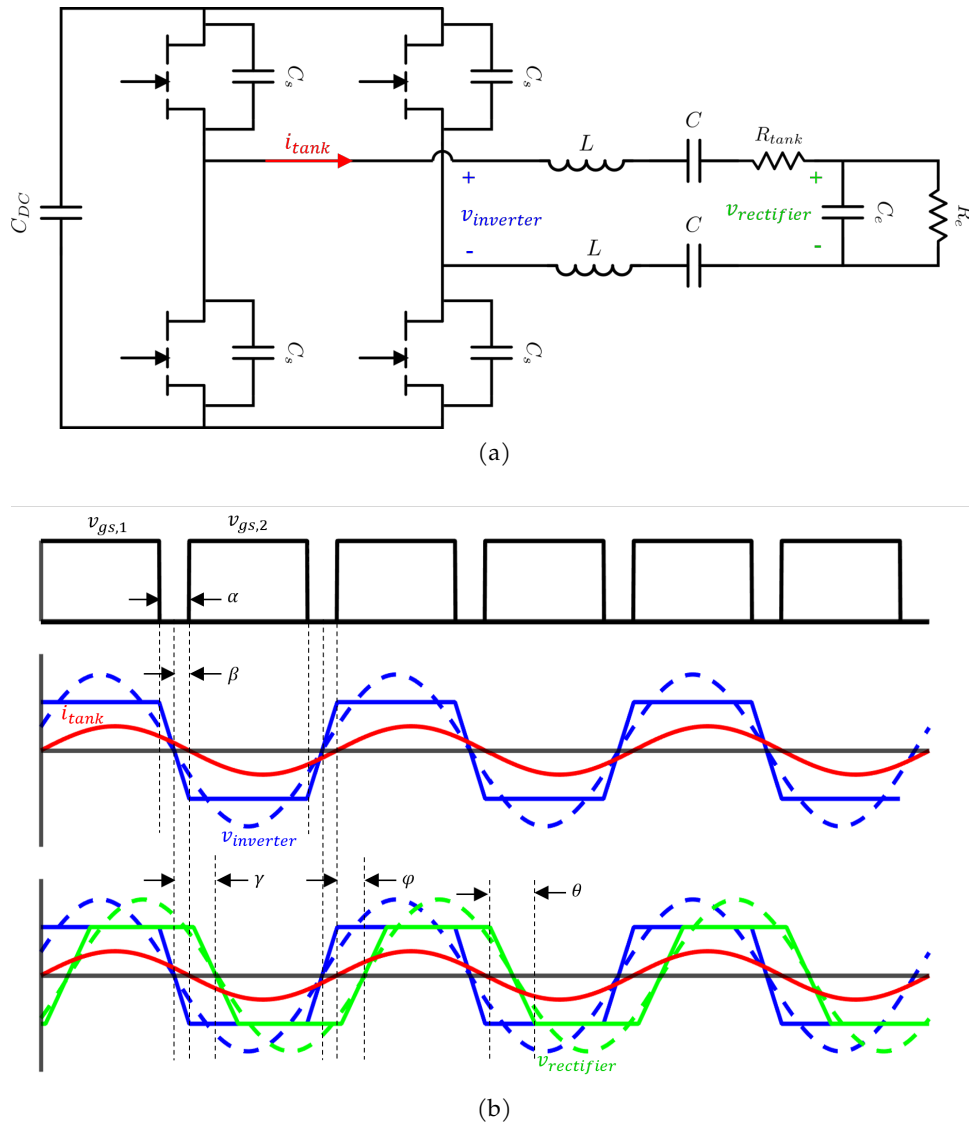 C_s
C_s
i_tank
L
C
R_tank
C_DC
+
v_inverter
-
+
v_rectifier
-
C_e
R_e
L
C
C_s
C_s
(a)
v_gs,1
v_gs,2
α
β
i_tank
v_inverter
γ
φ
θ
v_rectifier
(b)